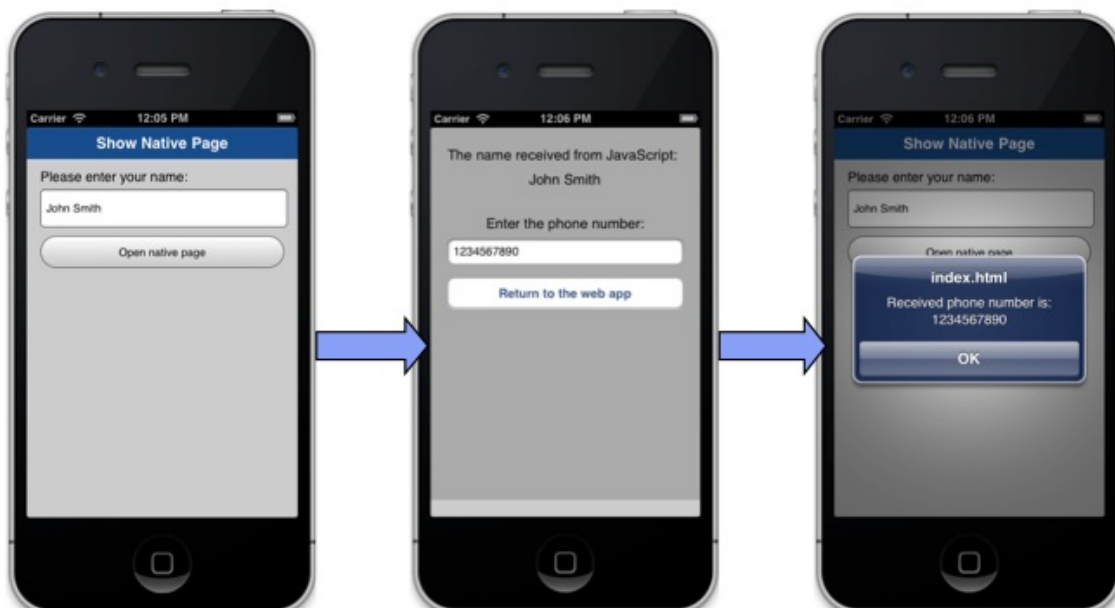 Carrier 12:05 PM
Show Native Page
Please enter your name:
John Smith
Open native page
Carrier 12:06 PM
The name received from JavaScript:
John Smith
Enter the phone number:
1234567890
Return to the web app
Carrier 12:06 PM
Show Native Page
Please enter your name:
John Smith
Open native page
index.html
Received phone number is:
1234567890
OK